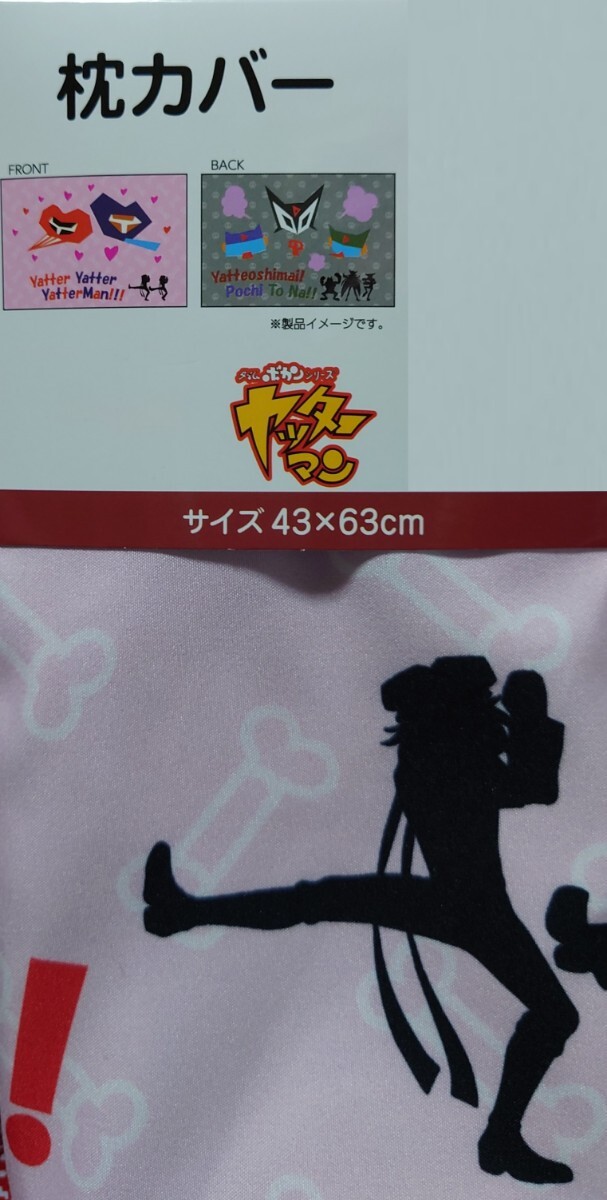 枕カバー
FRONT
BACK
Yatter Yatter
YatterMan!!!
Yatteoshimai!
Pochi To Na!!
※製品イメージです。
タイムボカンシリーズ
ヤッターマン
サイズ 43×63cm
!